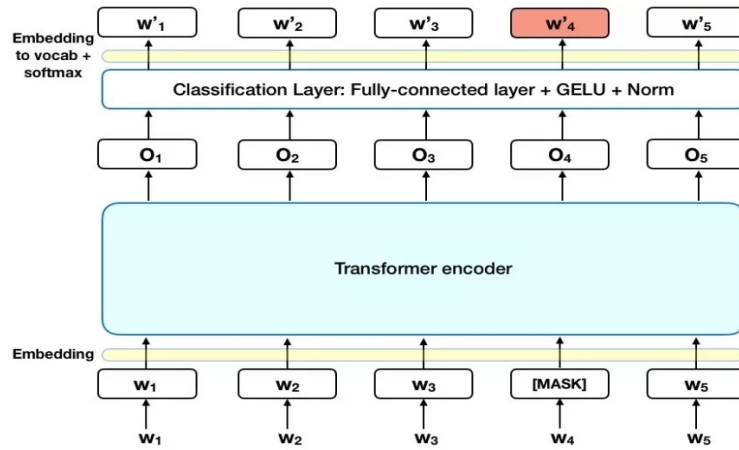 w'₁ w'₂ w'₃ w'₄ w'₅
Embedding
to vocab +
softmax
Classification Layer: Fully-connected layer + GELU + Norm
O₁ O₂ O₃ O₄ O₅
Transformer encoder
Embedding
w₁ w₂ w₃ [MASK] w₅
w₁ w₂ w₃ w₄ w₅